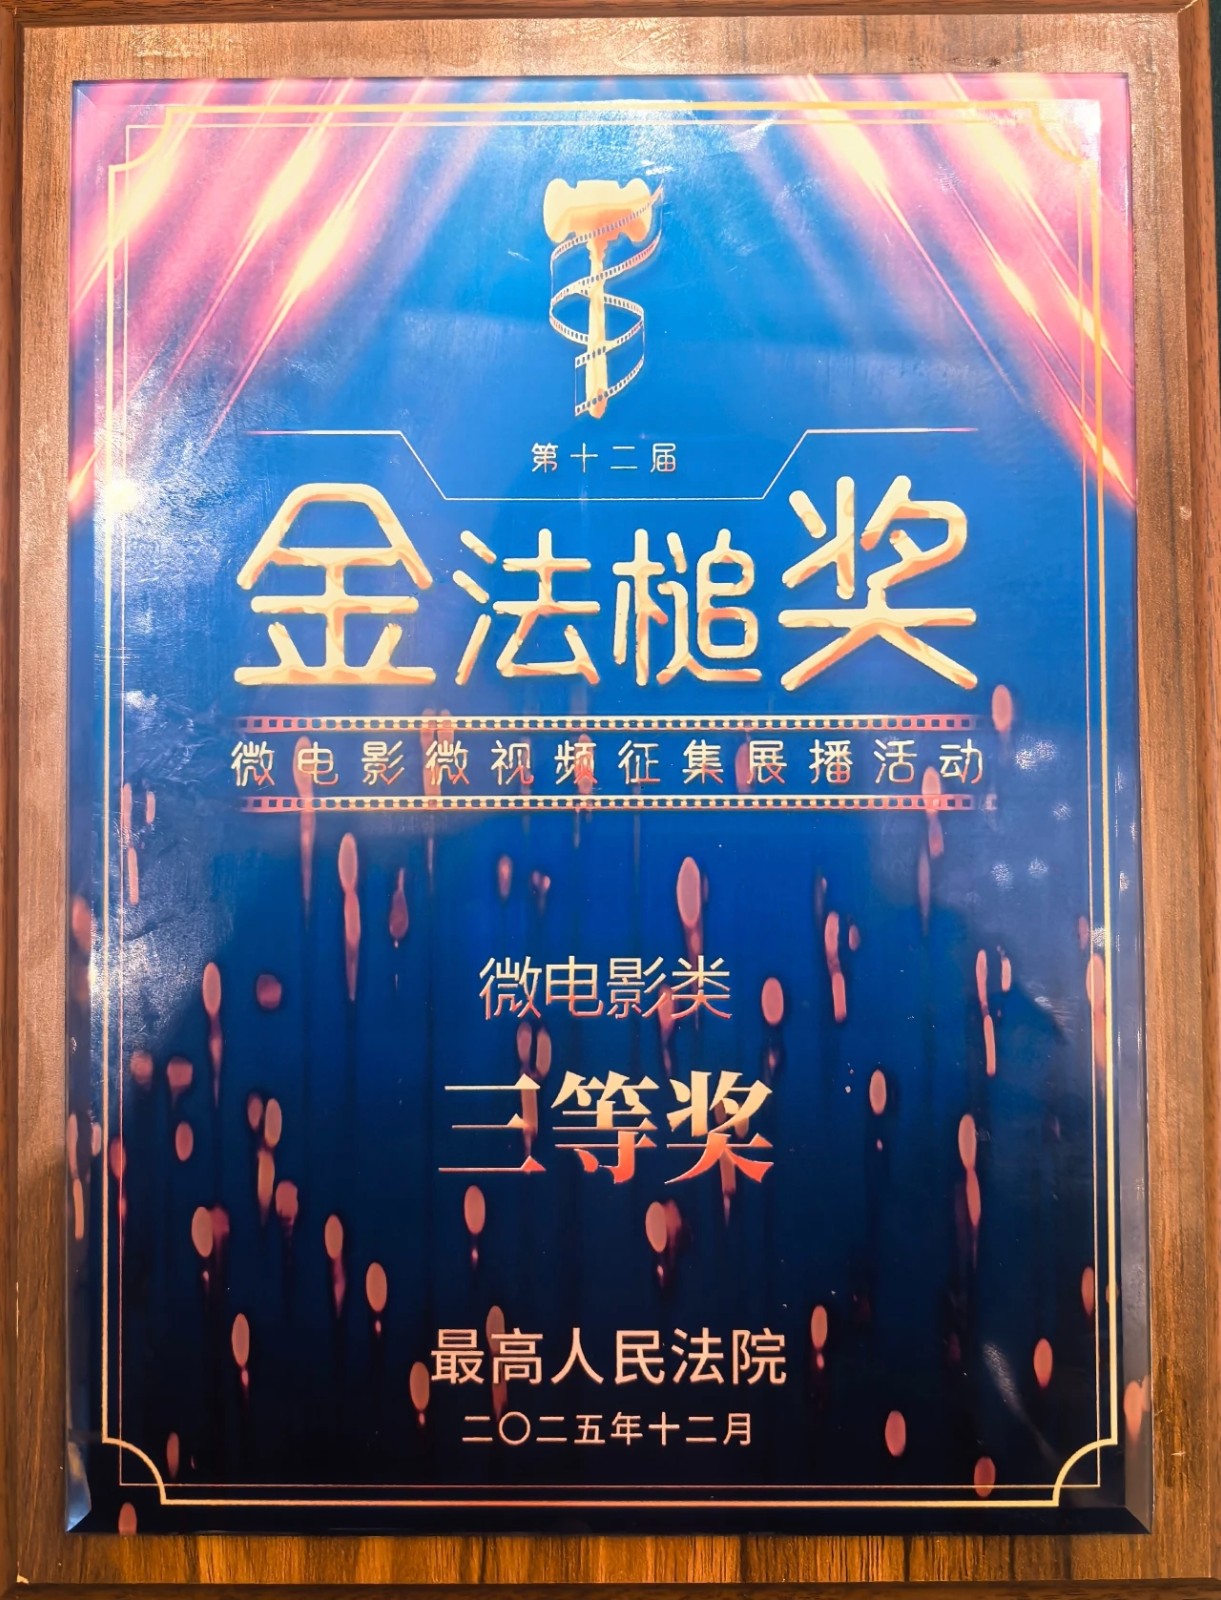 第十二届
金法槌奖
微电影微视频征集展播活动
微电影类
三等奖
最高人民法院
二〇二五年十二月